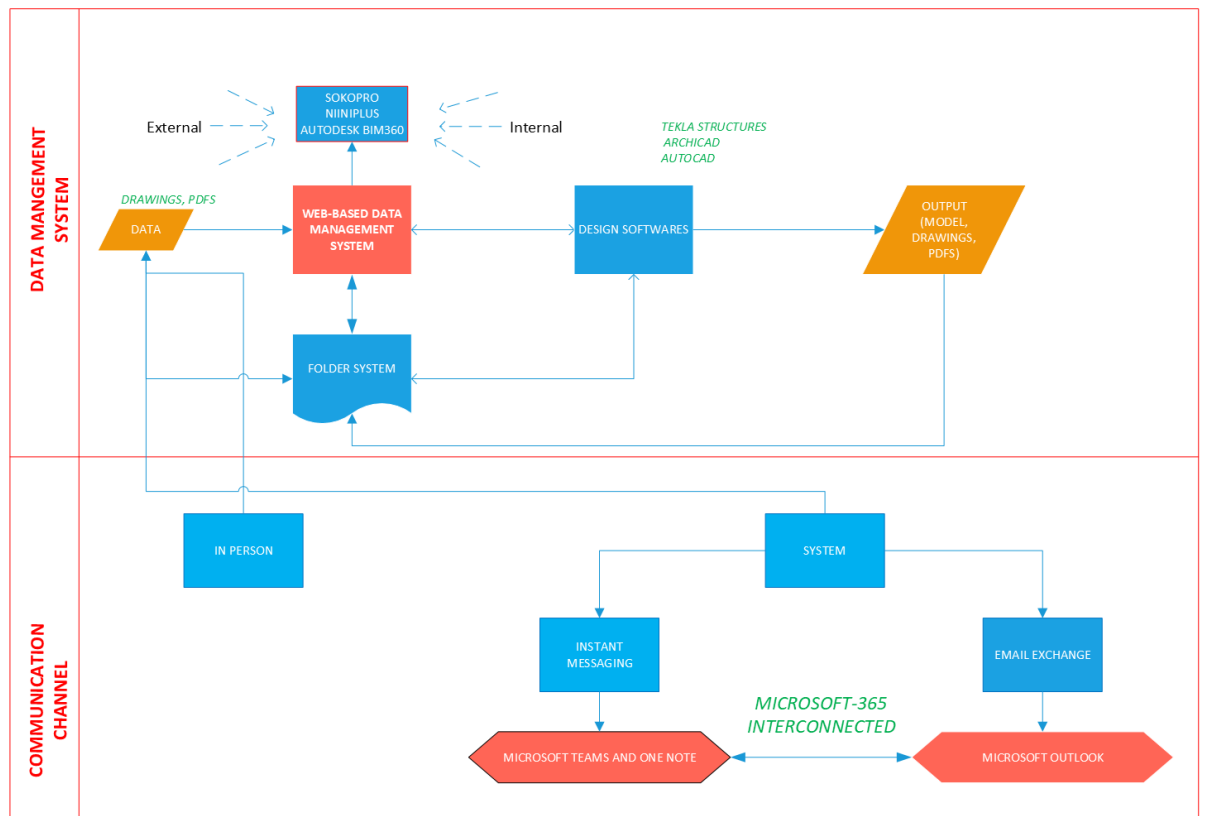 DATA MANGEMENT
SYSTEM
SOKOPRO
NIINIPLUS
AUTODESK BIM360
External
Internal
TEKLA STRUCTURES
ARCHICAD
AUTOCAD
DRAWINGS, PDFS
DATA
WEB-BASED DATA
MANAGEMENT
SYSTEM
DESIGN SOFTWARES
OUTPUT
(MODEL,
DRAWINGS,
PDFS)
FOLDER SYSTEM
COMMUNICATION
CHANNEL
IN PERSON
SYSTEM
INSTANT
MESSAGING
EMAIL EXCHANGE
MICROSOFT-365
INTERCONNECTED
MICROSOFT TEAMS AND ONE NOTE
MICROSOFT OUTLOOK